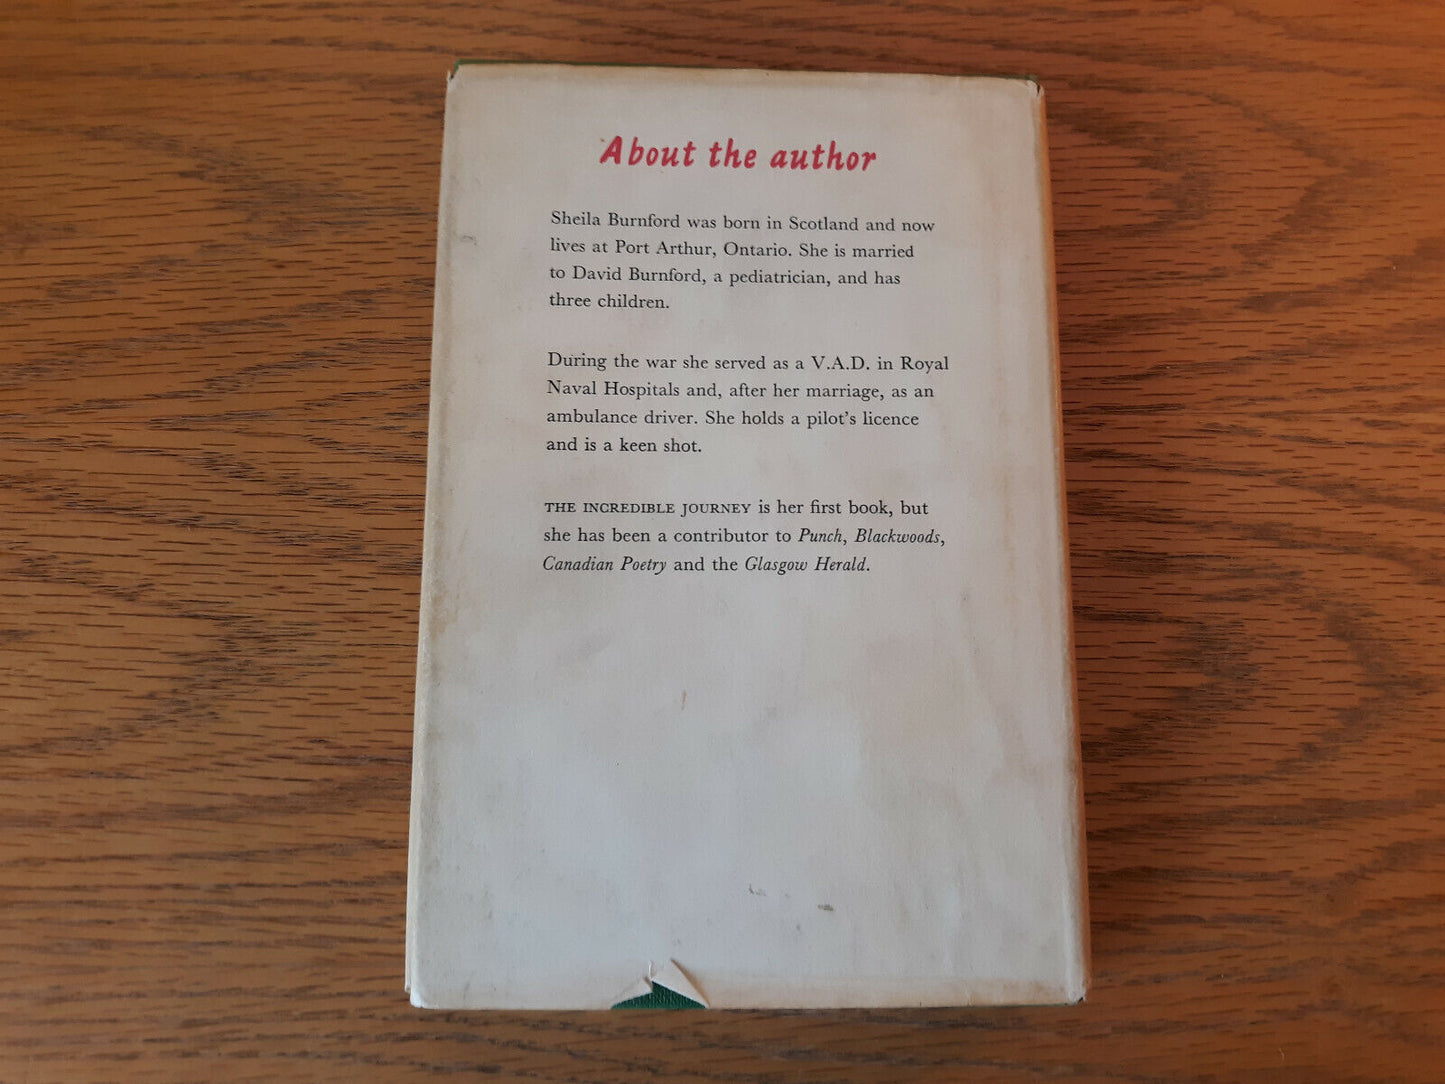 About the author
Sheila Burnford was born in Scotland and now
lives at Port Arthur, Ontario. She is married
to David Burnford, a pediatrician, and has
three children.
During the war she served as a V.A.D. in Royal
Naval Hospitals and, after her marriage, as an
ambulance driver. She holds a pilot's licence
and is a keen shot.
THE INCREDIBLE JOURNEY is her first book, but
she has been a contributor to Punch, Blackwoods,
Canadian Poetry and the Glasgow Herald.